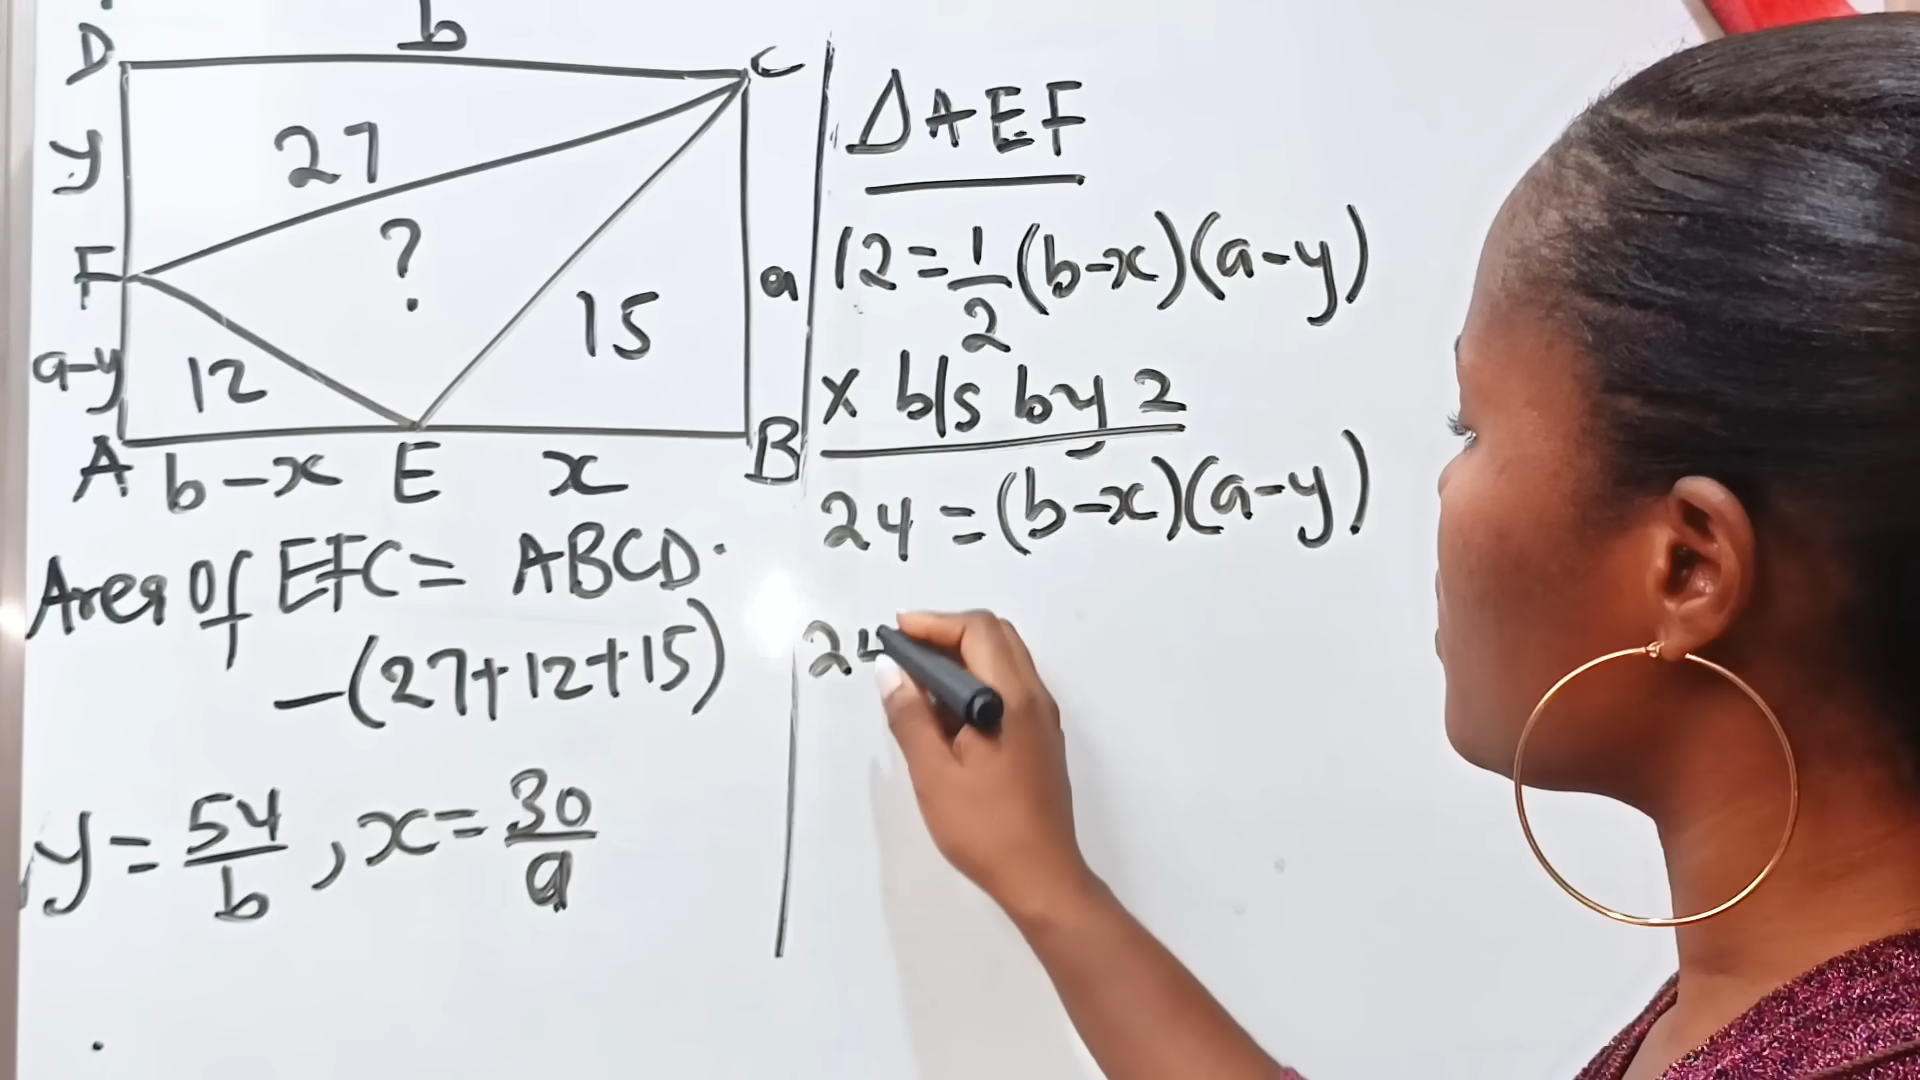 b
D C
y 27
F ? a
15
a-y 12
A b-x E x B
Area of EFC = ABCD.
-(27+12+15)
y = 54/b , x = 30/a
ΔAEF
12 = 1/2 (b-x)(a-y)
x b/s by 2
24 = (b-x)(a-y)
24